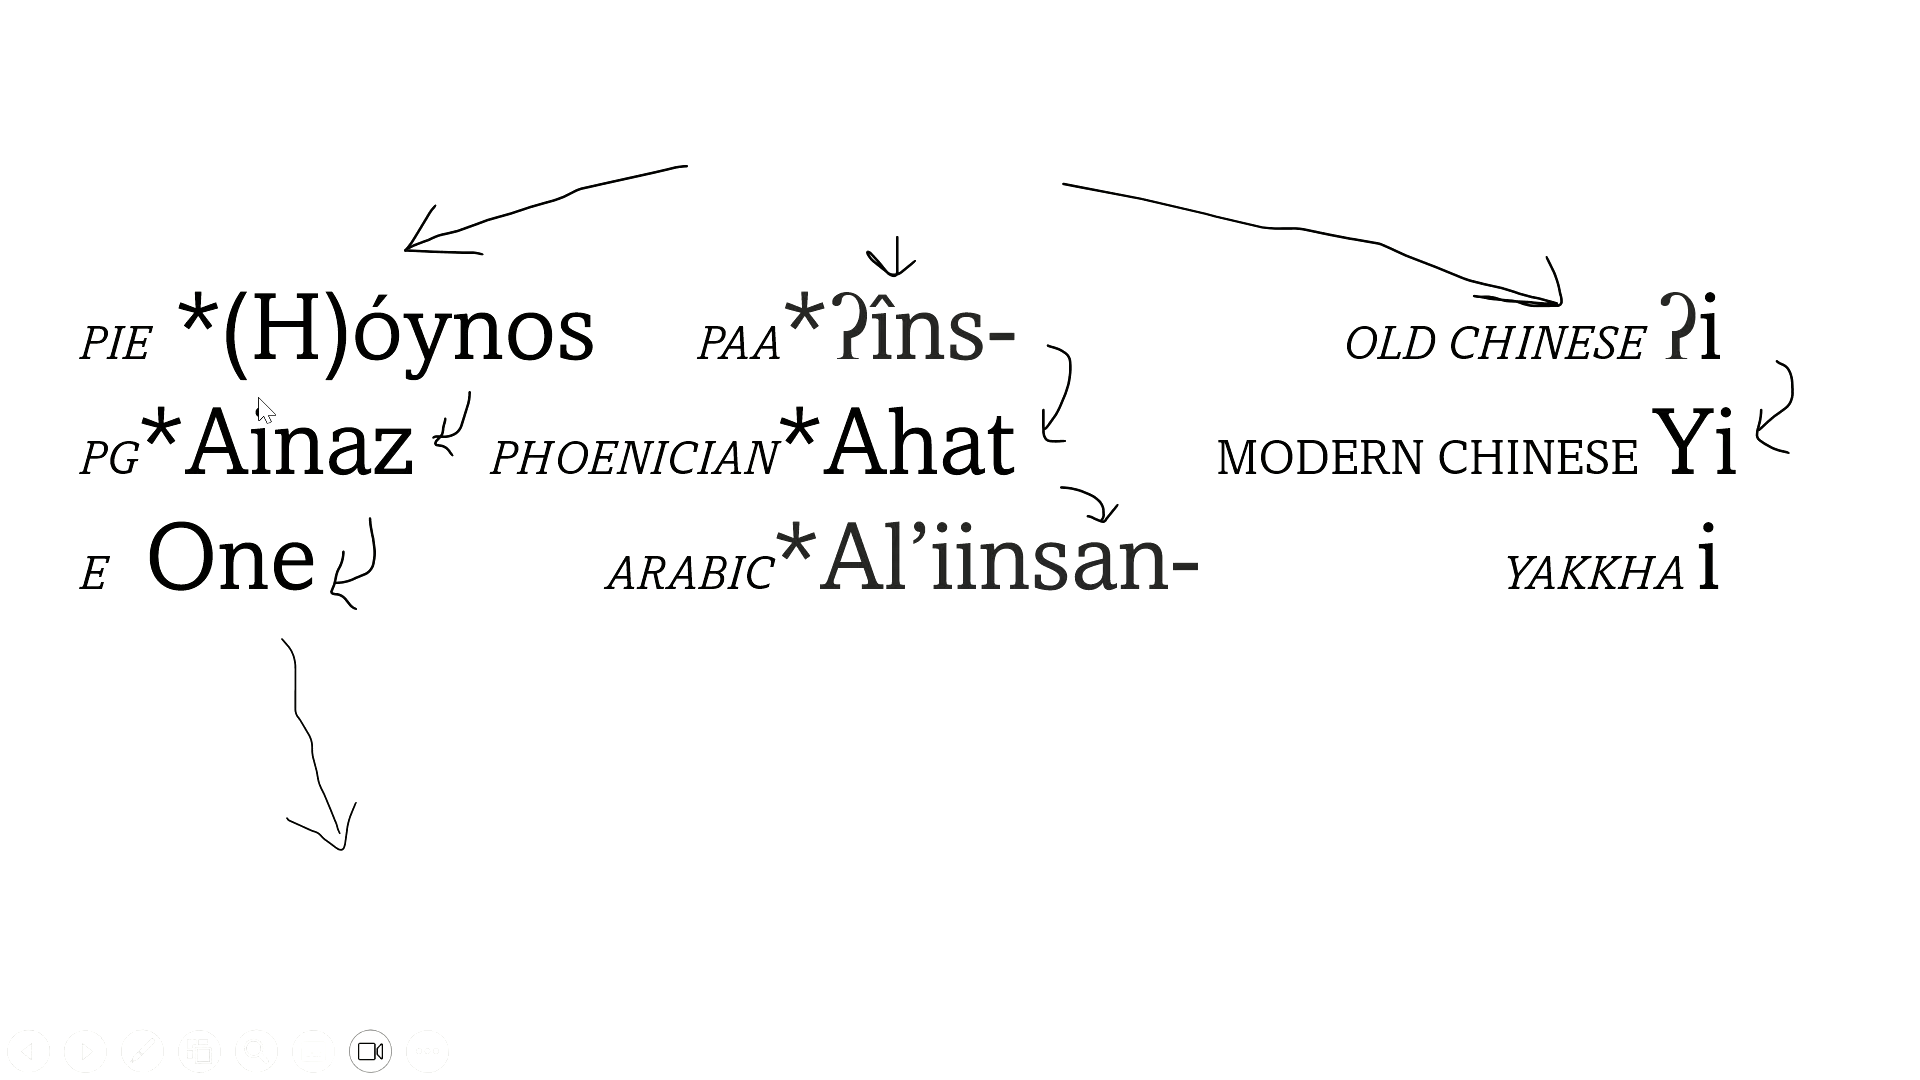 PIE *(H)óynos PAA *ʔîns- OLD CHINESE ʔi
PG *Ainaz PHOENICIAN *Ahat MODERN CHINESE Yi
E One ARABIC *Al’iinsan- YAKKHA i